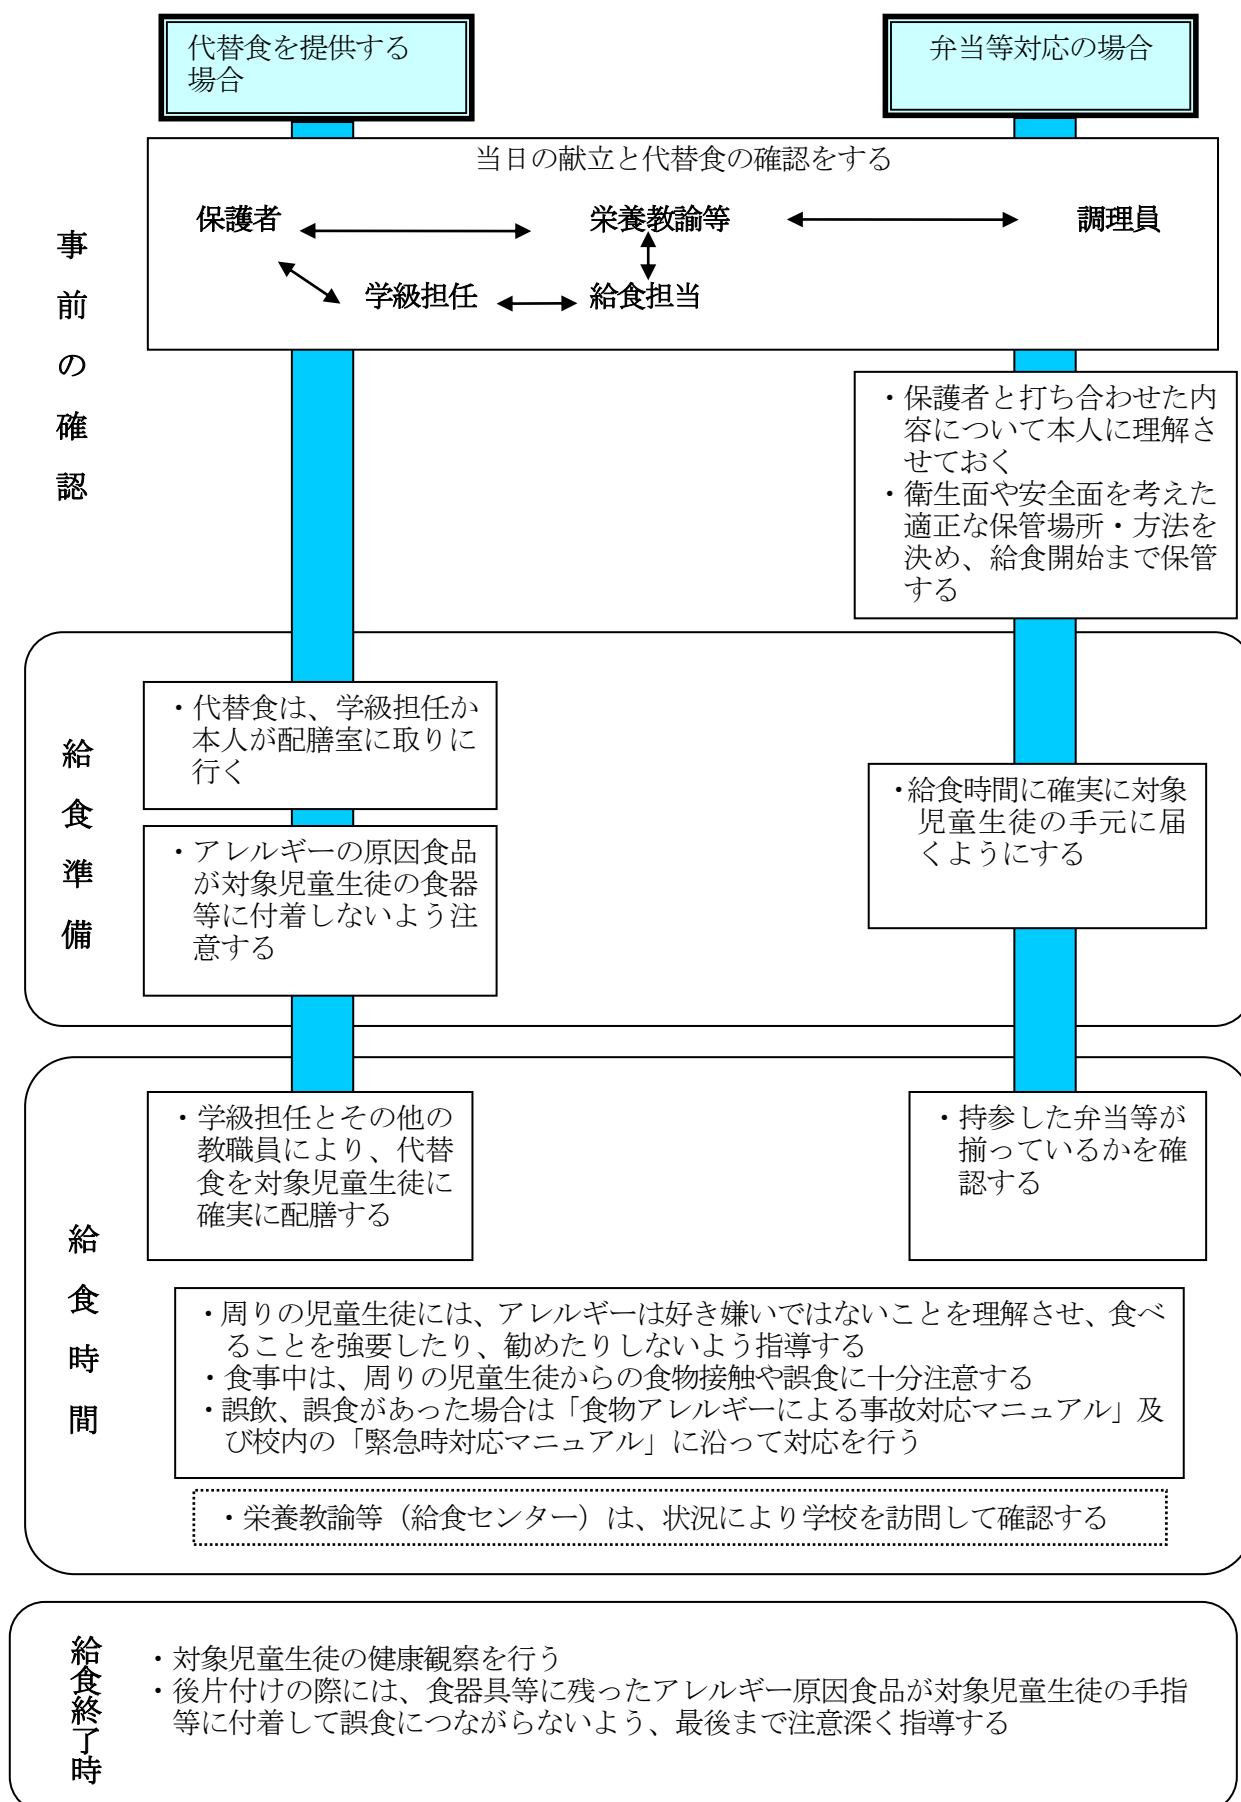 代替食を提供する
場合
弁当等対応の場合
事前の確認
当日の献立と代替食の確認をする
保護者
栄養教諭等
調理員
学級担任
給食担当
・保護者と打ち合わせた内
容について本人に理解さ
せておく
・衛生面や安全面を考えた
適正な保管場所・方法を
決め、給食開始まで保管
する
給食準備
・代替食は、学級担任か
本人が配膳室に取りに
行く
・アレルギーの原因食品
が対象児童生徒の食器
等に付着しないよう注
意する
・給食時間に確実に対象
児童生徒の手元に届
くようにする
給食時間
・学級担任とその他の
教職員により、代替
食を対象児童生徒に
確実に配膳する
・持参した弁当等が
揃っているかを確
認する
・周りの児童生徒には、アレルギーは好き嫌いではないことを理解させ、食べ
ることを強要したり、勧めたりしないよう指導する
・食事中は、周りの児童生徒からの食物接触や誤食に十分注意する
・誤飲、誤食があった場合は「食物アレルギーによる事故対応マニュアル」及
び校内の「緊急時対応マニュアル」に沿って対応を行う
・栄養教諭等（給食センター）は、状況により学校を訪問して確認する
給食終了時
・対象児童生徒の健康観察を行う
・後片付けの際には、食器具等に残ったアレルギー原因食品が対象児童生徒の手指
等に付着して誤食につながらないよう、最後まで注意深く指導する